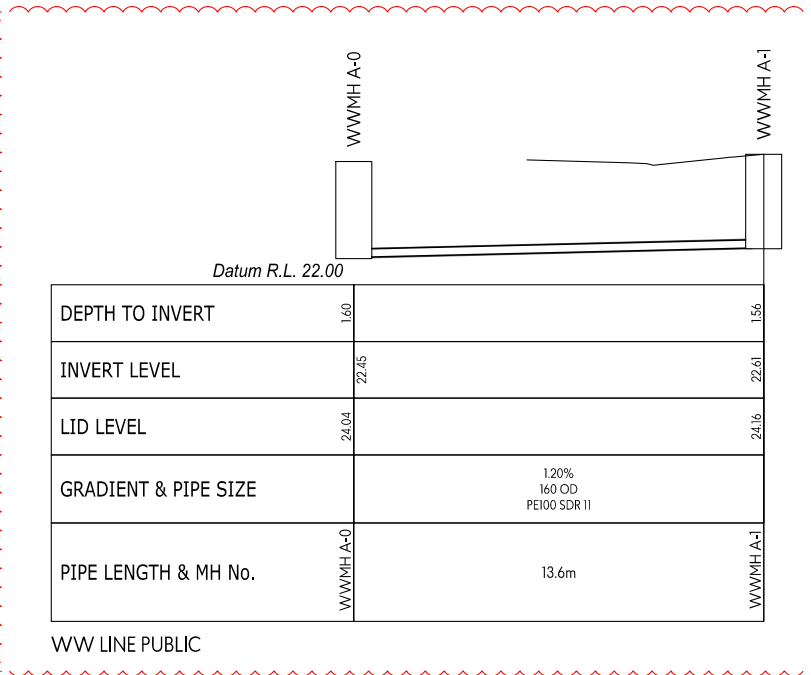 WWMH A-0
WWMH A-1
Datum R.L. 22.00
DEPTH TO INVERT
1.60
1.56
INVERT LEVEL
22.45
22.61
LID LEVEL
24.04
24.16
GRADIENT & PIPE SIZE
1.20%
160 OD
PE100 SDR 11
PIPE LENGTH & MH No.
WWMH A-0
13.6m
WWMH A-1
WW LINE PUBLIC